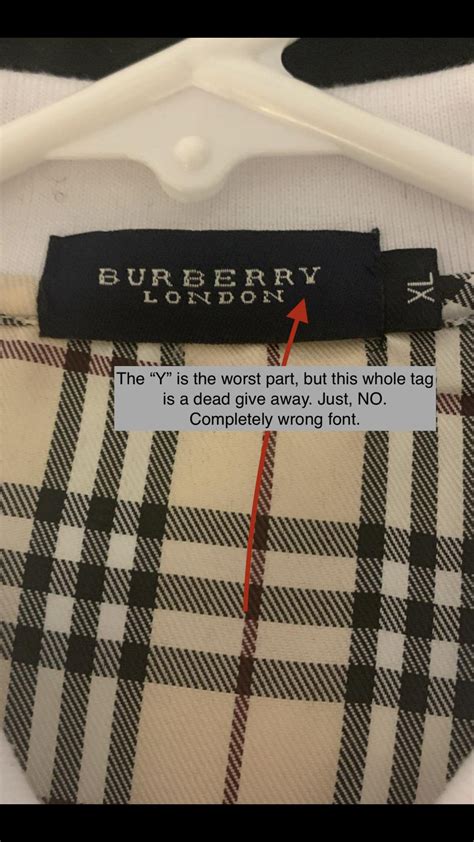 BURBERRY
LONDON
XL
The “Y” is the worst part, but this whole tag
is a dead give away. Just, NO.
Completely wrong font.